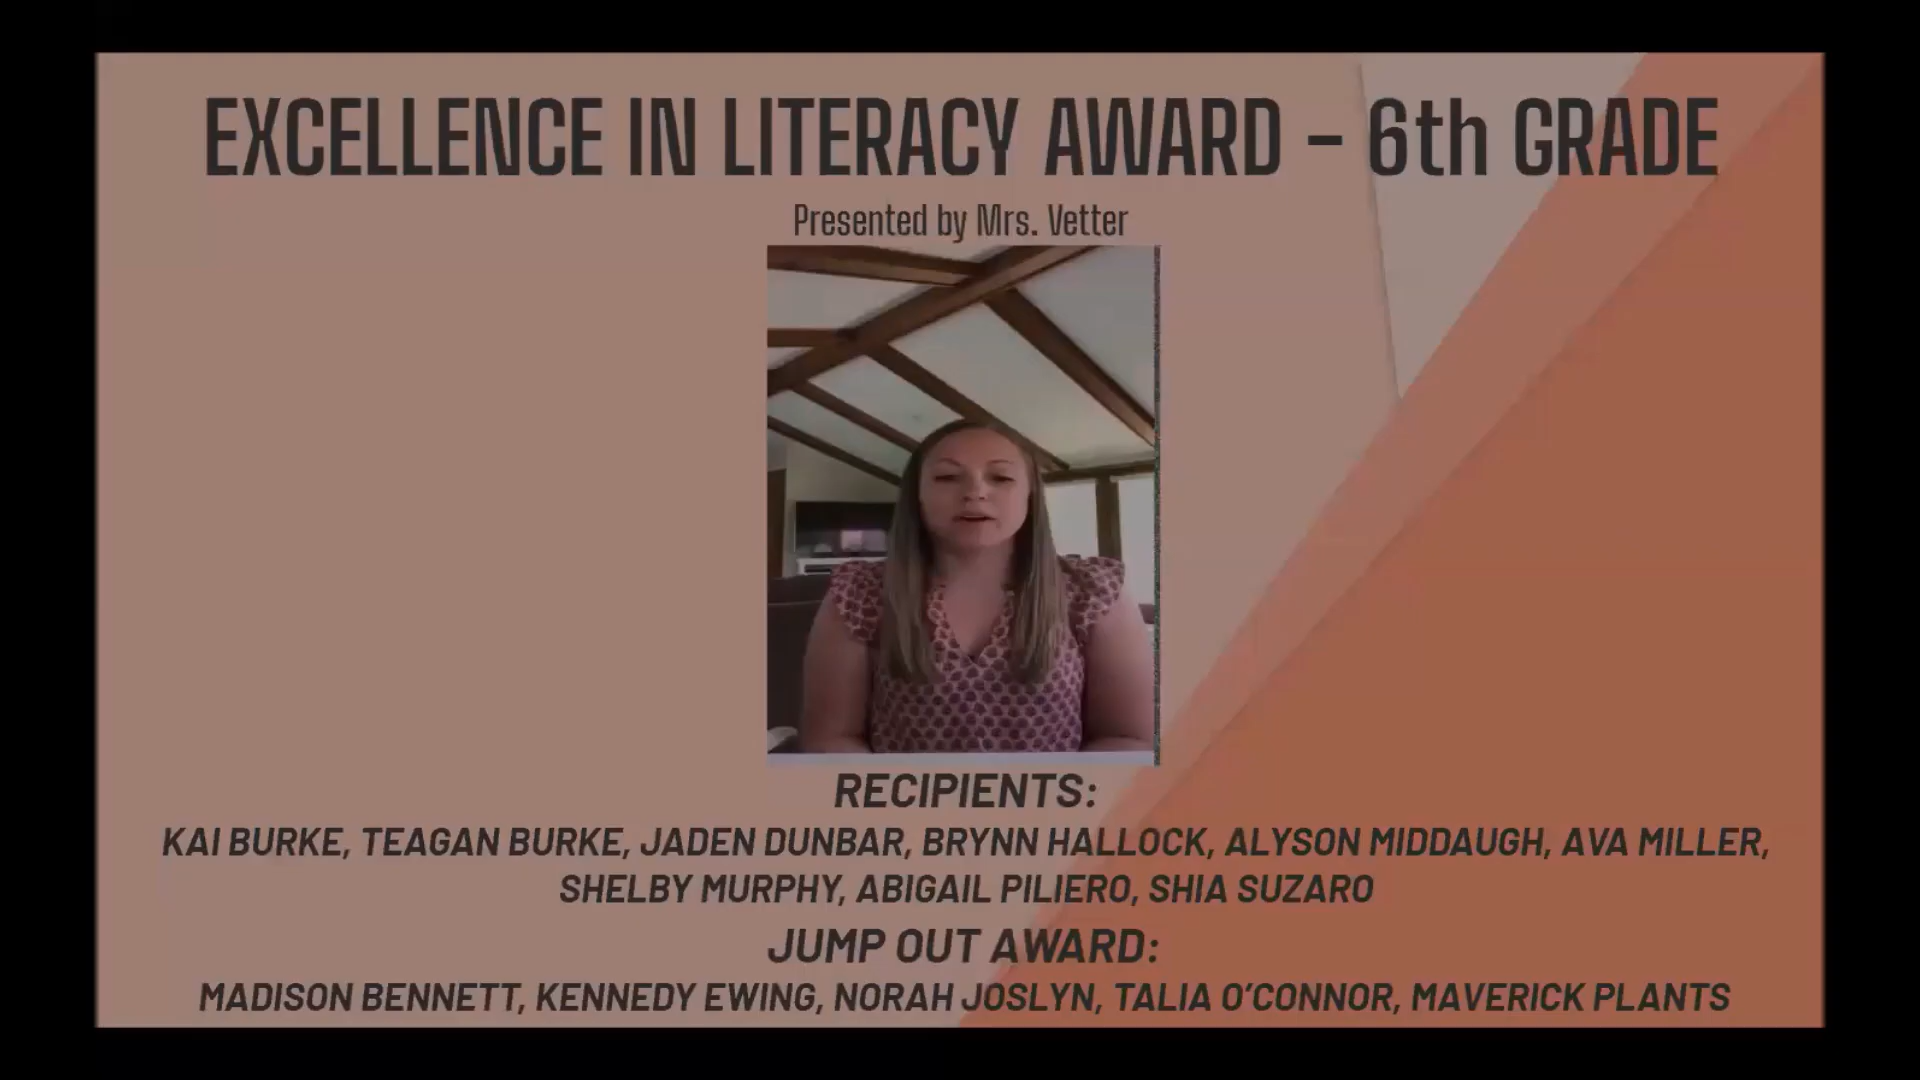 EXCELLENCE IN LITERACY AWARD - 6th GRADE
Presented by Mrs. Vetter
RECIPIENTS:
KAI BURKE, TEAGAN BURKE, JADEN DUNBAR, BRYNN HALLOCK, ALYSON MIDDAUGH, AVA MILLER,
SHELBY MURPHY, ABIGAIL PILIERO, SHIA SUZARO
JUMP OUT AWARD:
MADISON BENNETT, KENNEDY EWING, NORAH JOSLYN, TALIA O'CONNOR, MAVERICK PLANTS